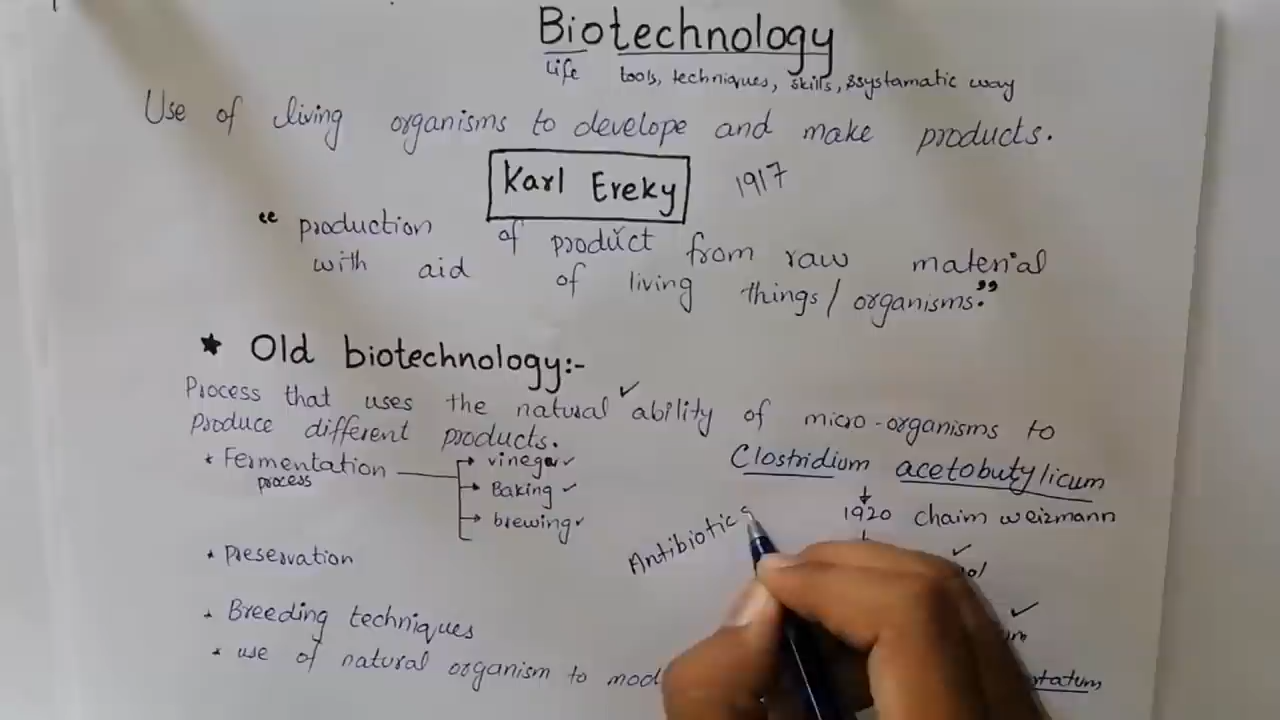 Biotechnology
Life tools, techniques, skills, & systamatic way
Use of living organisms to develope and make products.
Karl Ereky 1917
“ production of product from raw material
with aid of living things / organisms.”
★ Old biotechnology:-
Process that uses the natural ✓ ability of micro-organisms to
Produce different products.
Clostridium acetobutylicum
* Fermentation → vinegar ✓
process
→ Baking ✓
→ brewing ✓
1920 chaim weizmann
Antibiotics
* Preservation
* Breeding techniques
* use of natural organism to